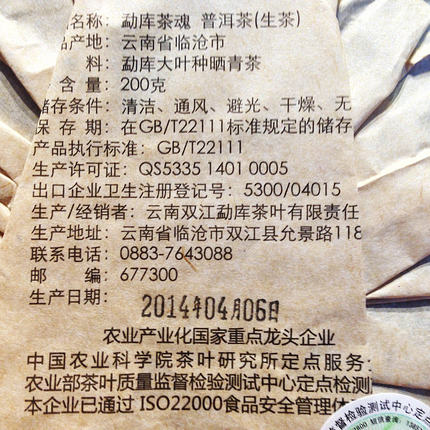 名称：勐库茶魂 普洱茶(生茶)
产地：云南省临沧市
料：勐库大叶种晒青茶
含量：200克
储存条件：清洁、通风、避光、干燥、无
保存期：在GB/T22111标准规定的储存
产品执行标准：GB/T22111
生产许可证：QS5335 1401 0005
出口企业卫生注册登记号：5300/04015
生产/经销者：云南双江勐库茶叶有限责任
生产地址：云南省临沧市双江县允景路118
联系电话：0883-7643088
邮编：677300
生产日期：
2014年04月06日
农业产业化国家重点龙头企业
中国农业科学院茶叶研究所定点服务
农业部茶叶质量监督检验测试中心定点检测
本企业已通过 ISO22000食品安全管理体
督检验测试中心定点